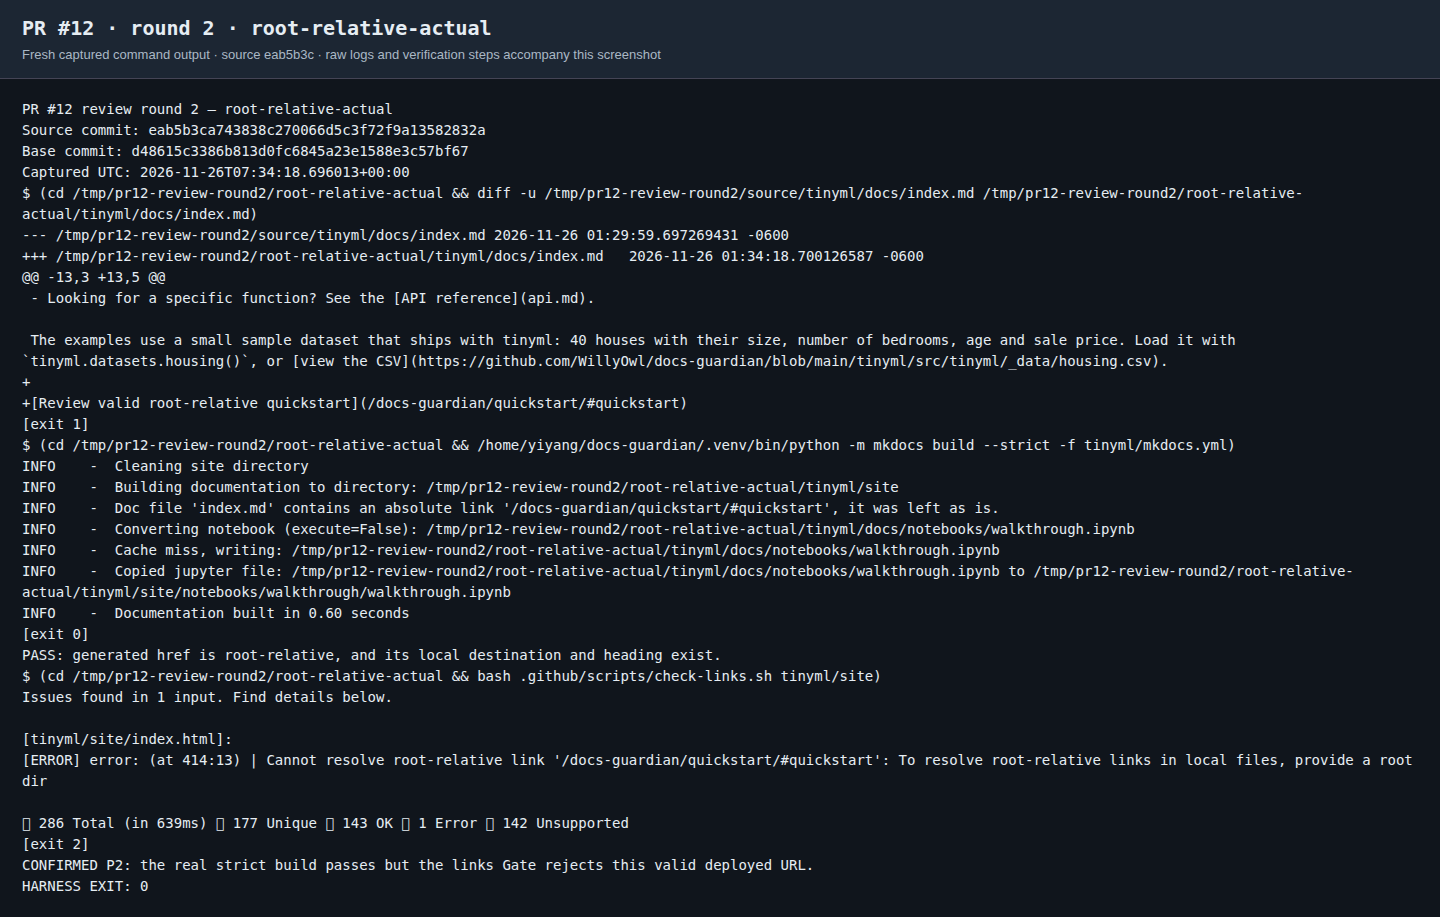 PR #12 · round 2 · root-relative-actual
Fresh captured command output · source eab5b3c · raw logs and verification steps accompany this screenshot
PR #12 review round 2 — root-relative-actual
Source commit: eab5b3ca743838c270066d5c3f72f9a13582832a
Base commit: d48615c3386b813d0fc6845a23e1588e3c57bf67
Captured UTC: 2026-11-26T07:34:18.696013+00:00
$ (cd /tmp/pr12-review-round2/root-relative-actual && diff -u /tmp/pr12-review-round2/source/tinyml/docs/index.md /tmp/pr12-review-round2/root-relative-
actual/tinyml/docs/index.md)
--- /tmp/pr12-review-round2/source/tinyml/docs/index.md 2026-11-26 01:29:59.697269431 -0600
+++ /tmp/pr12-review-round2/root-relative-actual/tinyml/docs/index.md   2026-11-26 01:34:18.700126587 -0600
@@ -13,3 +13,5 @@
 - Looking for a specific function? See the [API reference](api.md).
 The examples use a small sample dataset that ships with tinyml: 40 houses with their size, number of bedrooms, age and sale price. Load it with
`tinyml.datasets.housing()`, or [view the CSV](https://github.com/WillyOwl/docs-guardian/blob/main/tinyml/src/tinyml/_data/housing.csv).
+
+[Review valid root-relative quickstart](/docs-guardian/quickstart/#quickstart)
[exit 1]
$ (cd /tmp/pr12-review-round2/root-relative-actual && /home/yiyang/docs-guardian/.venv/bin/python -m mkdocs build --strict -f tinyml/mkdocs.yml)
INFO    -  Cleaning site directory
INFO    -  Building documentation to directory: /tmp/pr12-review-round2/root-relative-actual/tinyml/site
INFO    -  Doc file 'index.md' contains an absolute link '/docs-guardian/quickstart/#quickstart', it was left as is.
INFO    -  Converting notebook (execute=False): /tmp/pr12-review-round2/root-relative-actual/tinyml/docs/notebooks/walkthrough.ipynb
INFO    -  Cache miss, writing: /tmp/pr12-review-round2/root-relative-actual/tinyml/docs/notebooks/walkthrough.ipynb
INFO    -  Copied jupyter file: /tmp/pr12-review-round2/root-relative-actual/tinyml/docs/notebooks/walkthrough.ipynb to /tmp/pr12-review-round2/root-relative-
actual/tinyml/site/notebooks/walkthrough/walkthrough.ipynb
INFO    -  Documentation built in 0.60 seconds
[exit 0]
PASS: generated href is root-relative, and its local destination and heading exist.
$ (cd /tmp/pr12-review-round2/root-relative-actual && bash .github/scripts/check-links.sh tinyml/site)
Issues found in 1 input. Find details below.
[tinyml/site/index.html]:
[ERROR] error: (at 414:13) | Cannot resolve root-relative link '/docs-guardian/quickstart/#quickstart': To resolve root-relative links in local files, provide a root
dir
286 Total (in 639ms) 177 Unique 143 OK 1 Error 142 Unsupported
[exit 2]
CONFIRMED P2: the real strict build passes but the links Gate rejects this valid deployed URL.
HARNESS EXIT: 0